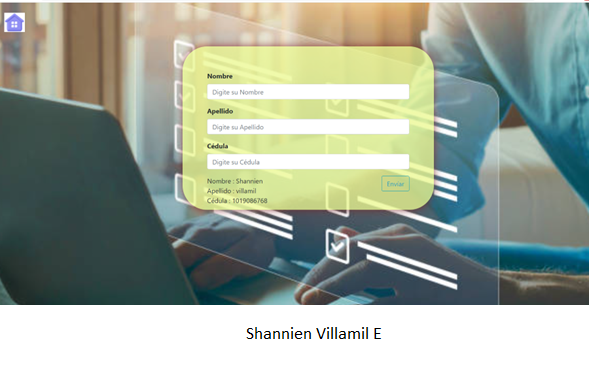 Nombre
Digite su Nombre
Apellido
Digite su Apellido
Cédula
Digite su Cédula
Nombre : Shannien
Enviar
Apellido : villamil
Cédula : 1019086768
Shannien Villamil E